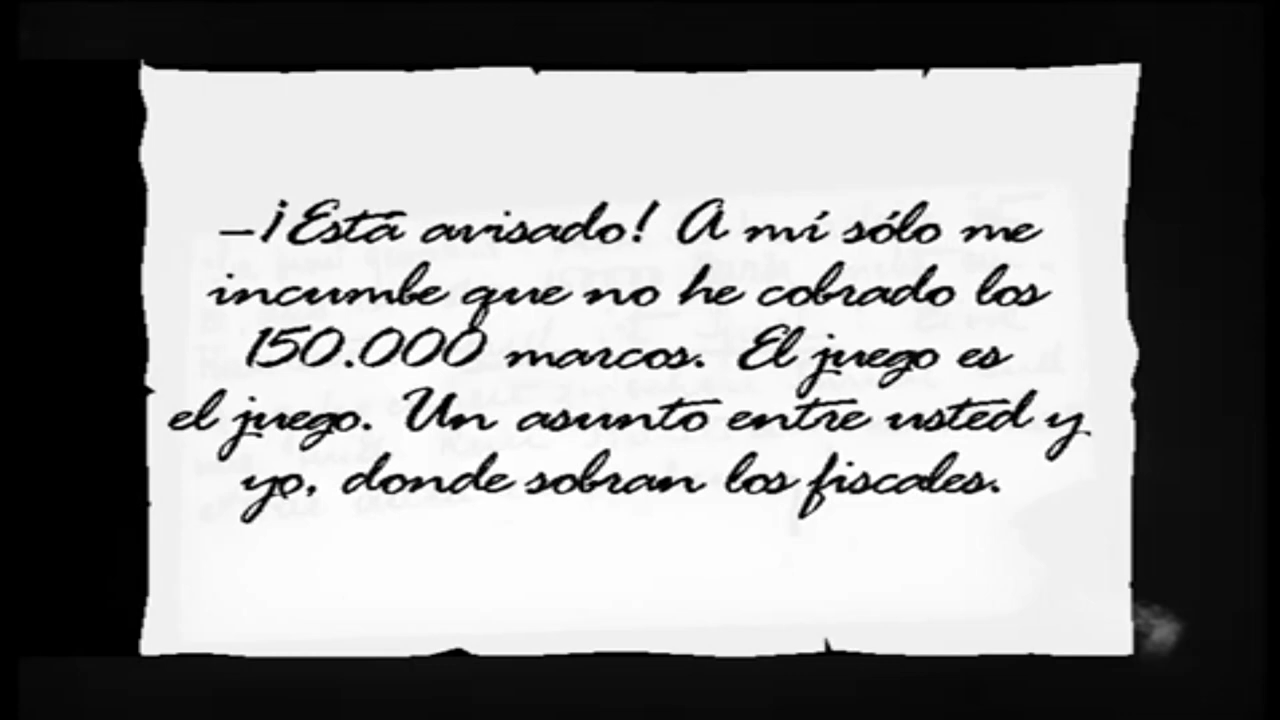 –¡Está avisado! A mí sólo me
incumbe que no he cobrado los
150.000 marcos. El juego es
el juego. Un asunto entre usted y
yo, donde sobran los fiscales.